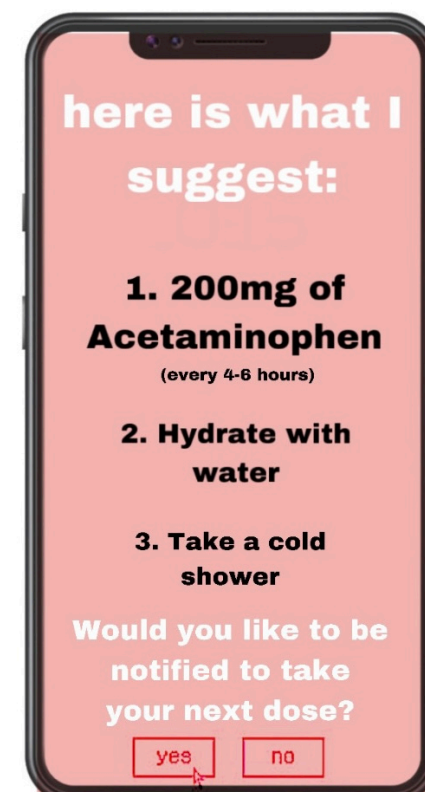 here is what I
suggest:
1. 200mg of
Acetaminophen
(every 4-6 hours)
2. Hydrate with
water
3. Take a cold
shower
Would you like to be
notified to take
your next dose?
yes no